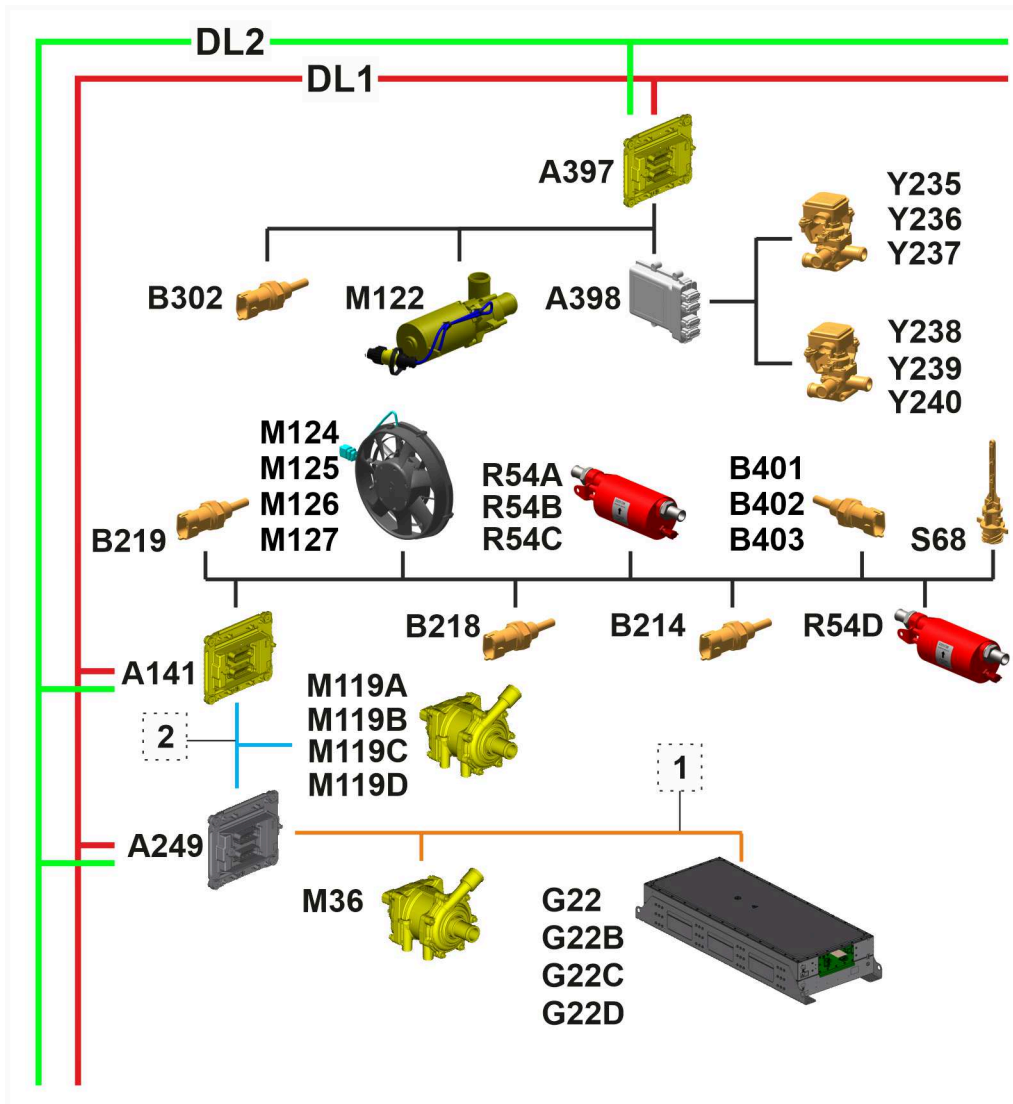 DL2
DL1
A397
Y235
Y236
Y237
B302
M122
A398
Y238
Y239
Y240
M124
M125
M126
M127
R54A
R54B
R54C
B401
B402
B403
B219
S68
B218
B214
R54D
A141
M119A
M119B
M119C
M119D
2
1
A249
M36
G22
G22B
G22C
G22D